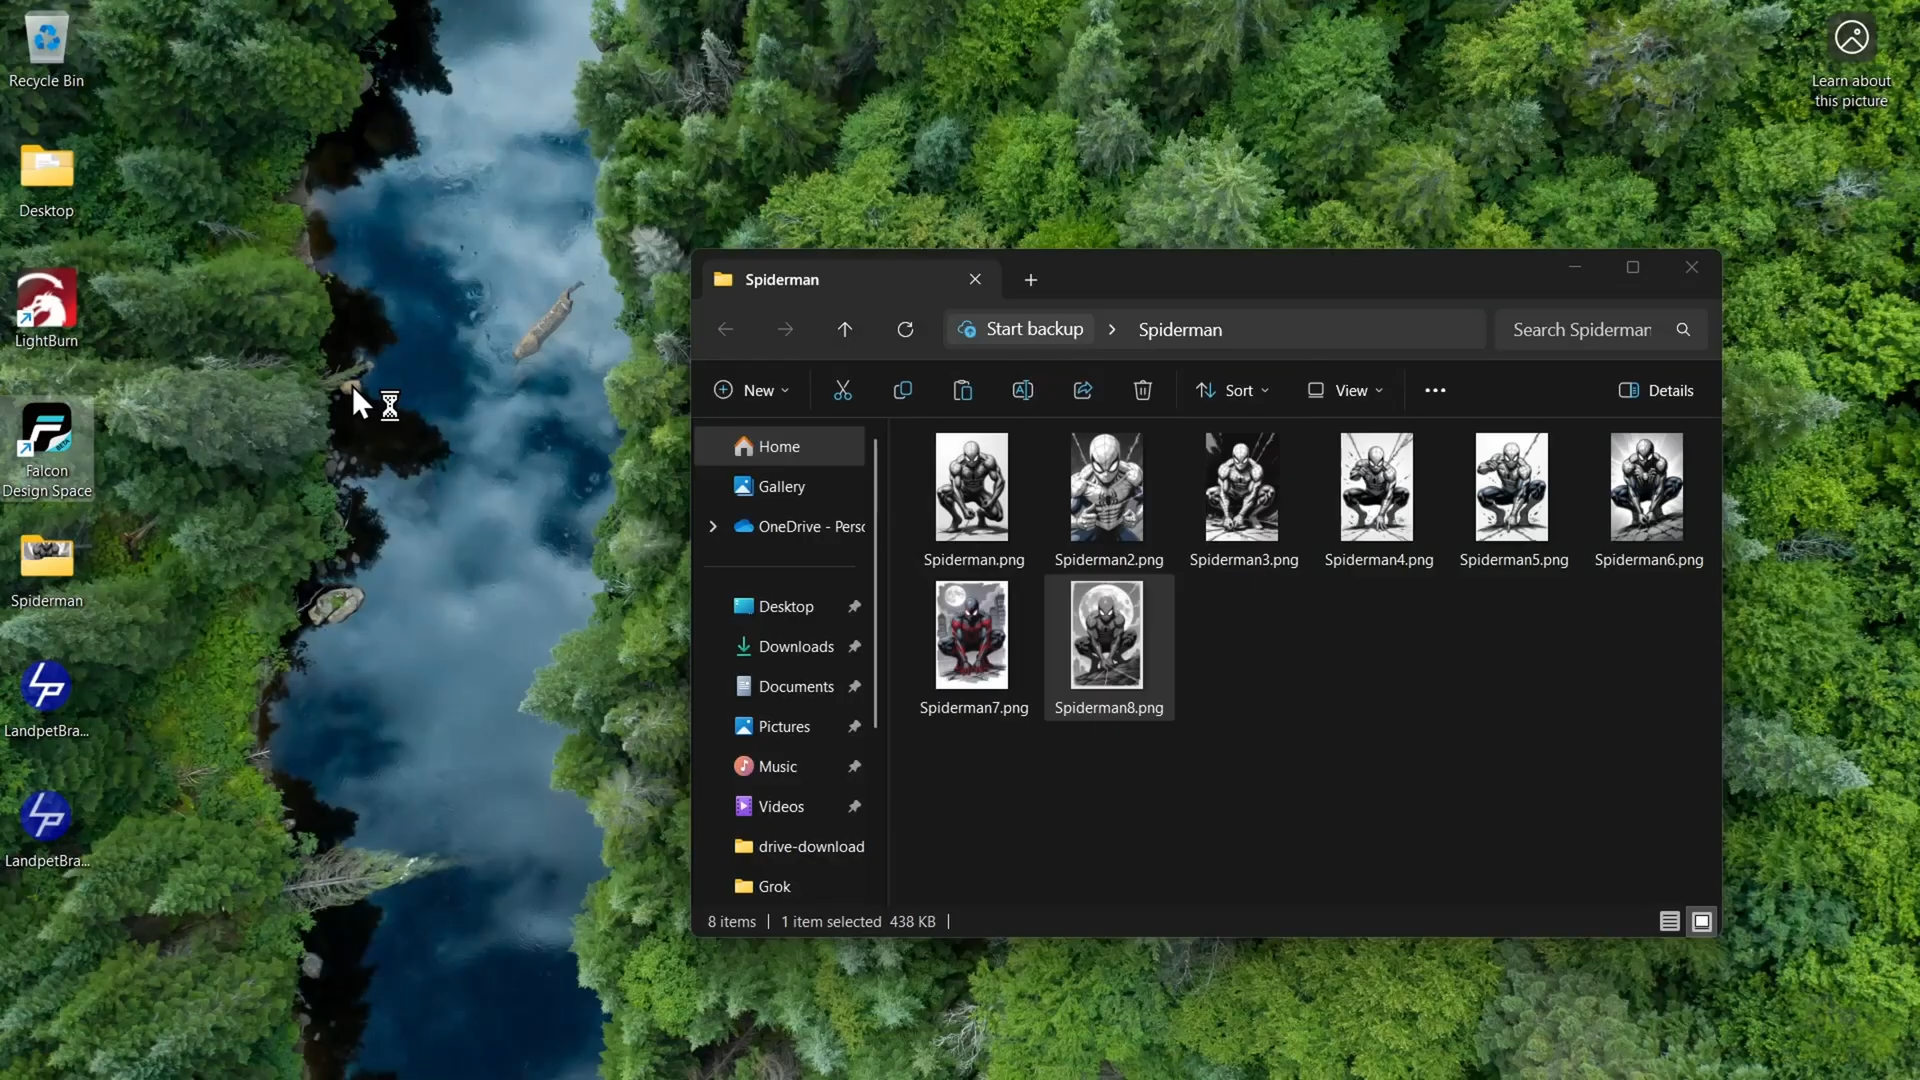 Recycle Bin
Desktop
LightBurn
Falcon
Design Space
Spiderman
LandpetBra...
LandpetBra...
Learn about
this picture
Spiderman
Start backup
Spiderman
Search Spiderman
New
Sort
View
Details
Home
Gallery
OneDrive - Perso
Desktop
Downloads
Documents
Pictures
Music
Videos
drive-download
Grok
Spiderman.png
Spiderman2.png
Spiderman3.png
Spiderman4.png
Spiderman5.png
Spiderman6.png
Spiderman7.png
Spiderman8.png
8 items
1 item selected 438 KB